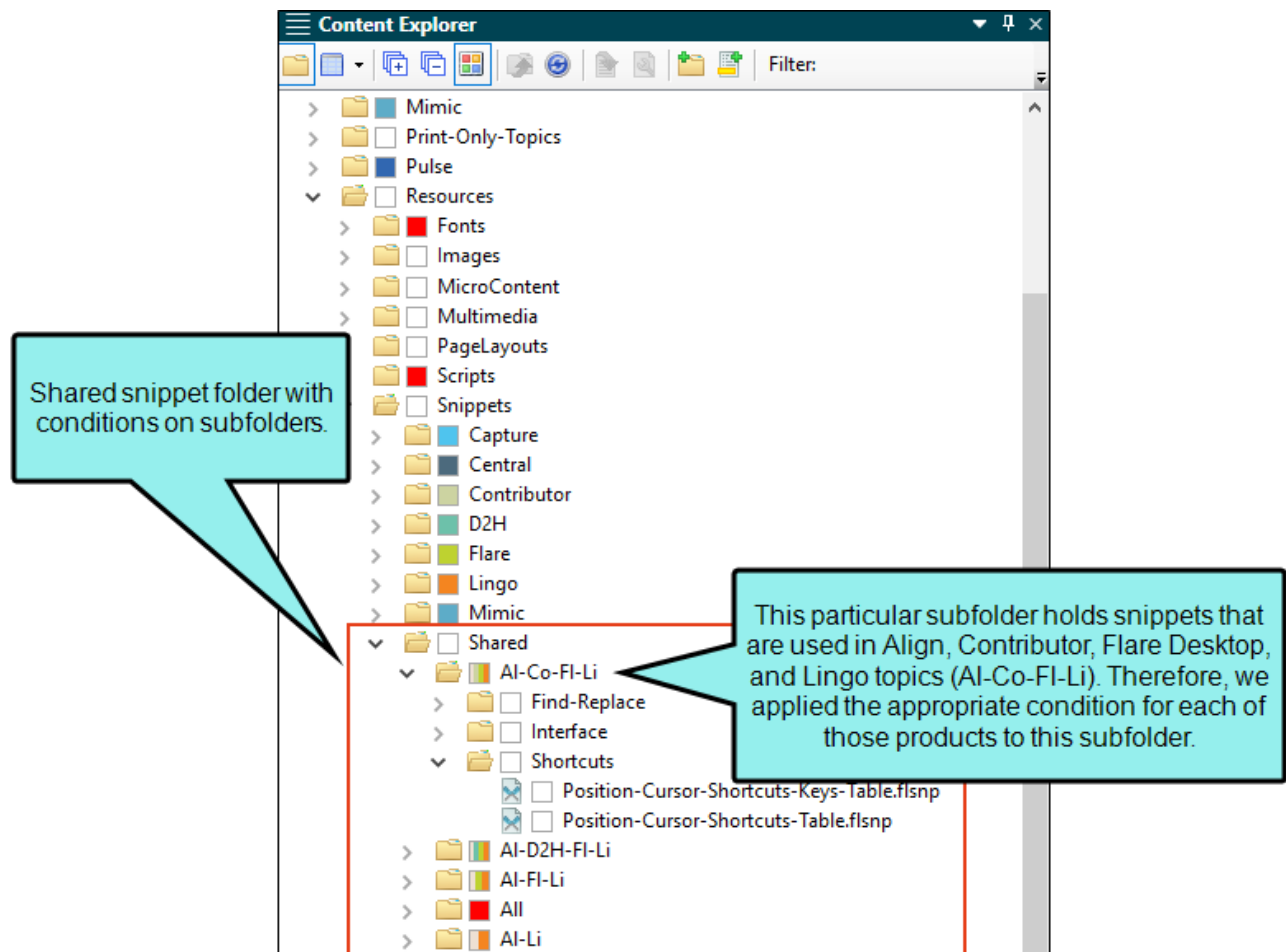 Content Explorer
Filter:
Mimic
Print-Only-Topics
Pulse
Resources
Fonts
Images
MicroContent
Multimedia
PageLayouts
Scripts
Snippets
Capture
Central
Contributor
D2H
Flare
Lingo
Mimic
Shared
Al-Co-Fl-Li
Find-Replace
Interface
Shortcuts
Position-Cursor-Shortcuts-Keys-Table.flsnp
Position-Cursor-Shortcuts-Table.flsnp
Al-D2H-Fl-Li
Al-Fl-Li
All
Al-Li
Shared snippet folder with
conditions on subfolders.
This particular subfolder holds snippets that
are used in Align, Contributor, Flare Desktop,
and Lingo topics (Al-Co-Fl-Li). Therefore, we
applied the appropriate condition for each of
those products to this subfolder.